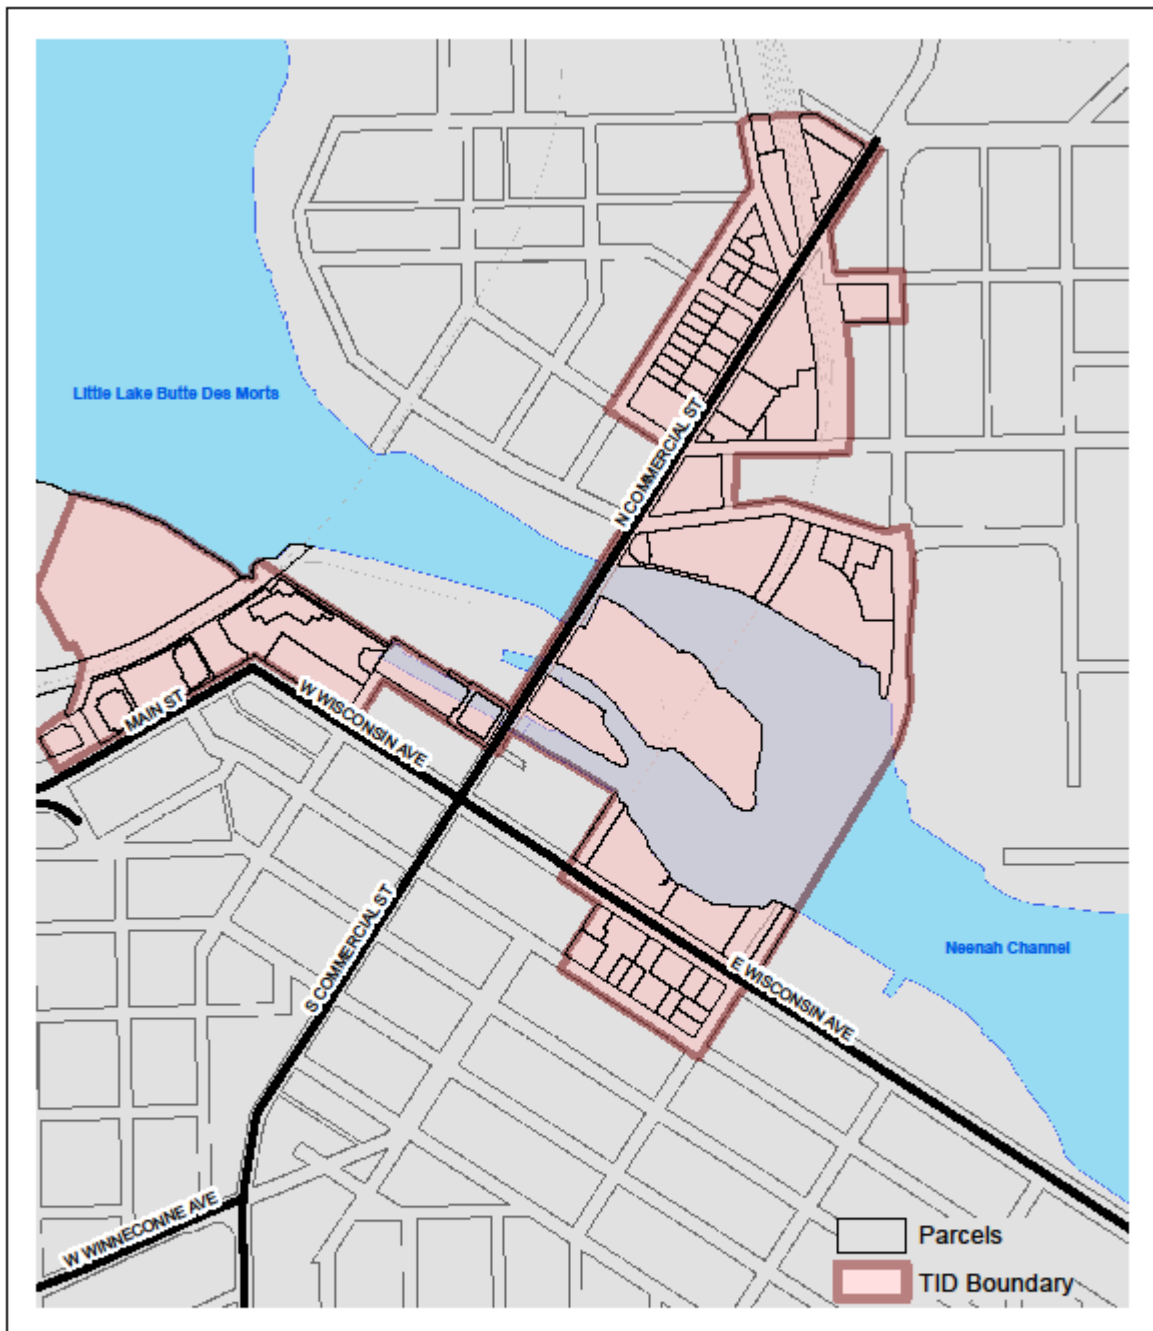 Little Lake Butte Des Morts
N COMMERCIAL ST
MAIN ST
W WISCONSIN AVE
S COMMERCIAL ST
Neenah Channel
E WISCONSIN AVE
W WINNECONNE AVE
Parcels
TID Boundary